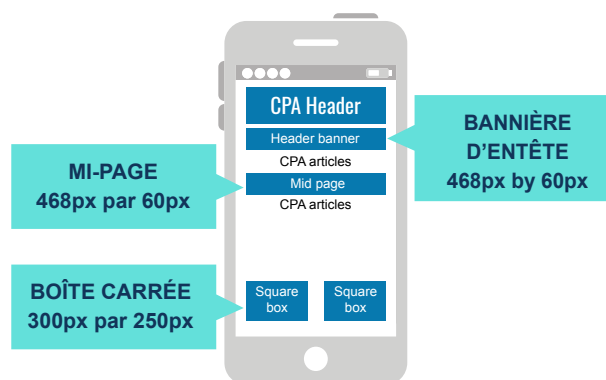 CPA Header
Header banner
CPA articles
Mid page
CPA articles
Square
box
Square
box
BANNIÈRE
D'ENTÊTE
468px by 60px
MI-PAGE
468px par 60px
BOÎTE CARRÉE
300px par 250px